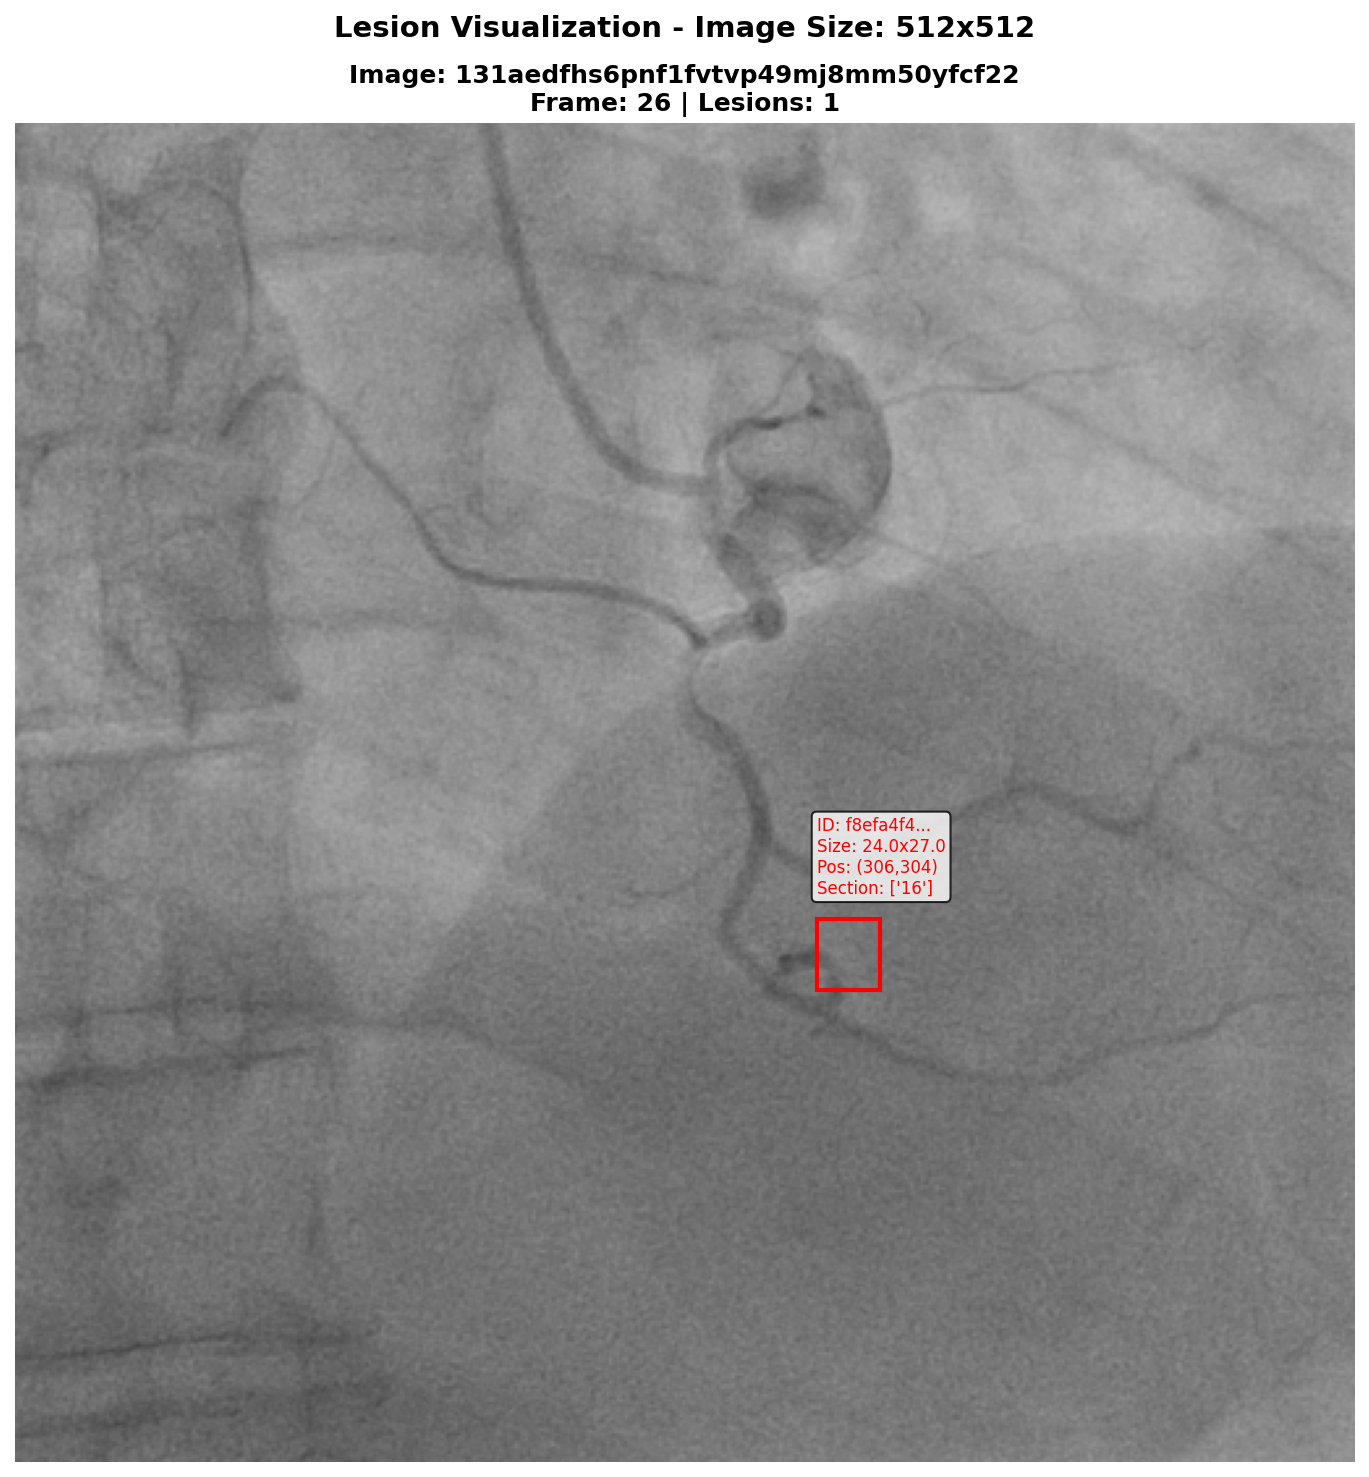 Lesion Visualization - Image Size: 512x512
Image: 131aedfhs6pnf1fvtvp49mj8mm50yfcf22
Frame: 26 | Lesions: 1
ID: f8efa4f4...
Size: 24.0x27.0
Pos: (306,304)
Section: ['16']